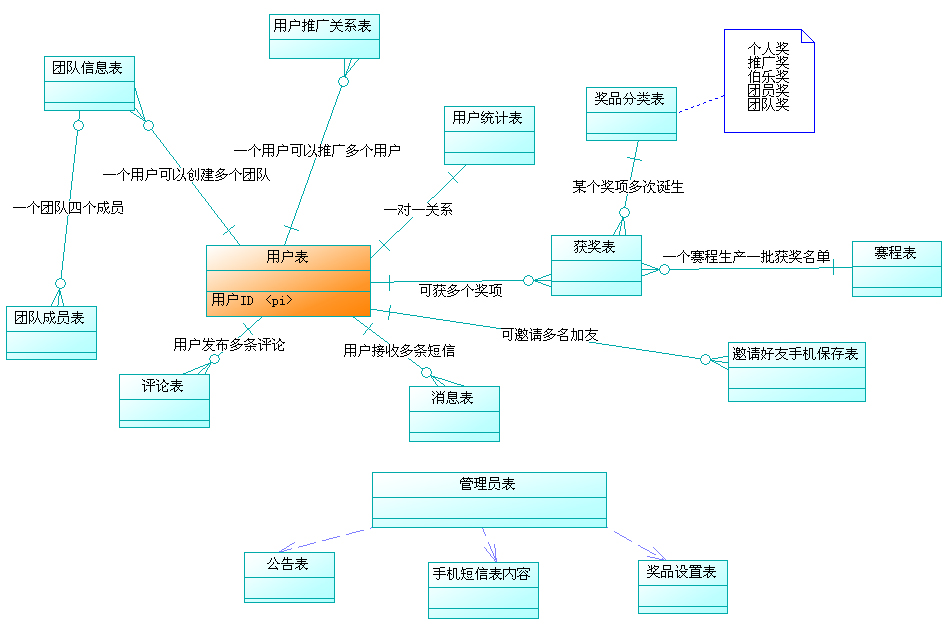 用户推广关系表
个人奖
推广奖
伯乐奖
团员奖
团队奖
团队信息表
奖品分类表
用户统计表
一个用户可以推广多个用户
一个用户可以创建多个团队
某个奖项多次诞生
一个团队四个成员
一对一关系
用户表
用户ID <pi>
获奖表
一个赛程生产一批获奖名单
赛程表
可获多个奖项
团队成员表
可邀请多名加友
用户发布多条评论
用户接收多条短信
邀请好友手机保存表
评论表
消息表
管理员表
公告表
手机短信表内容
奖品设置表